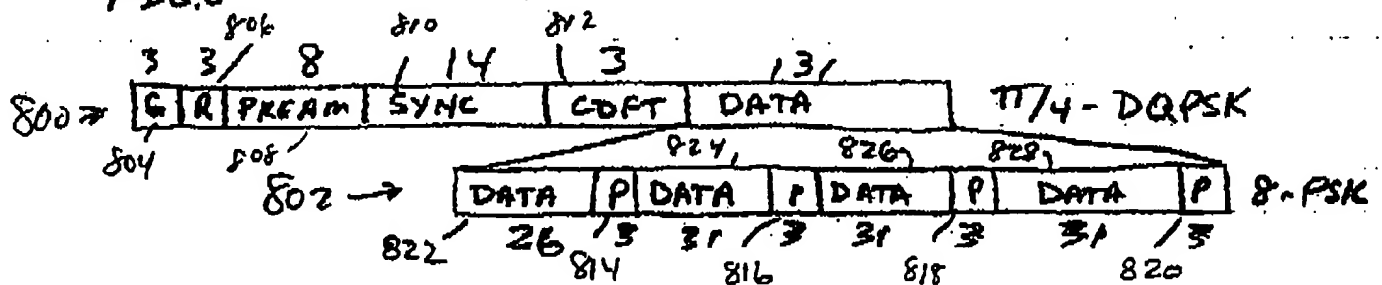 806 810 812
3 3 8 14 3 131
800 G R PREAM SYNC CDFT DATA π/4-DQPSK
804 808 824 826 828
802 → DATA P DATA P DATA P DATA P 8-PSK
822 26 3 31 3 31 3 31 3
814 816 818 820